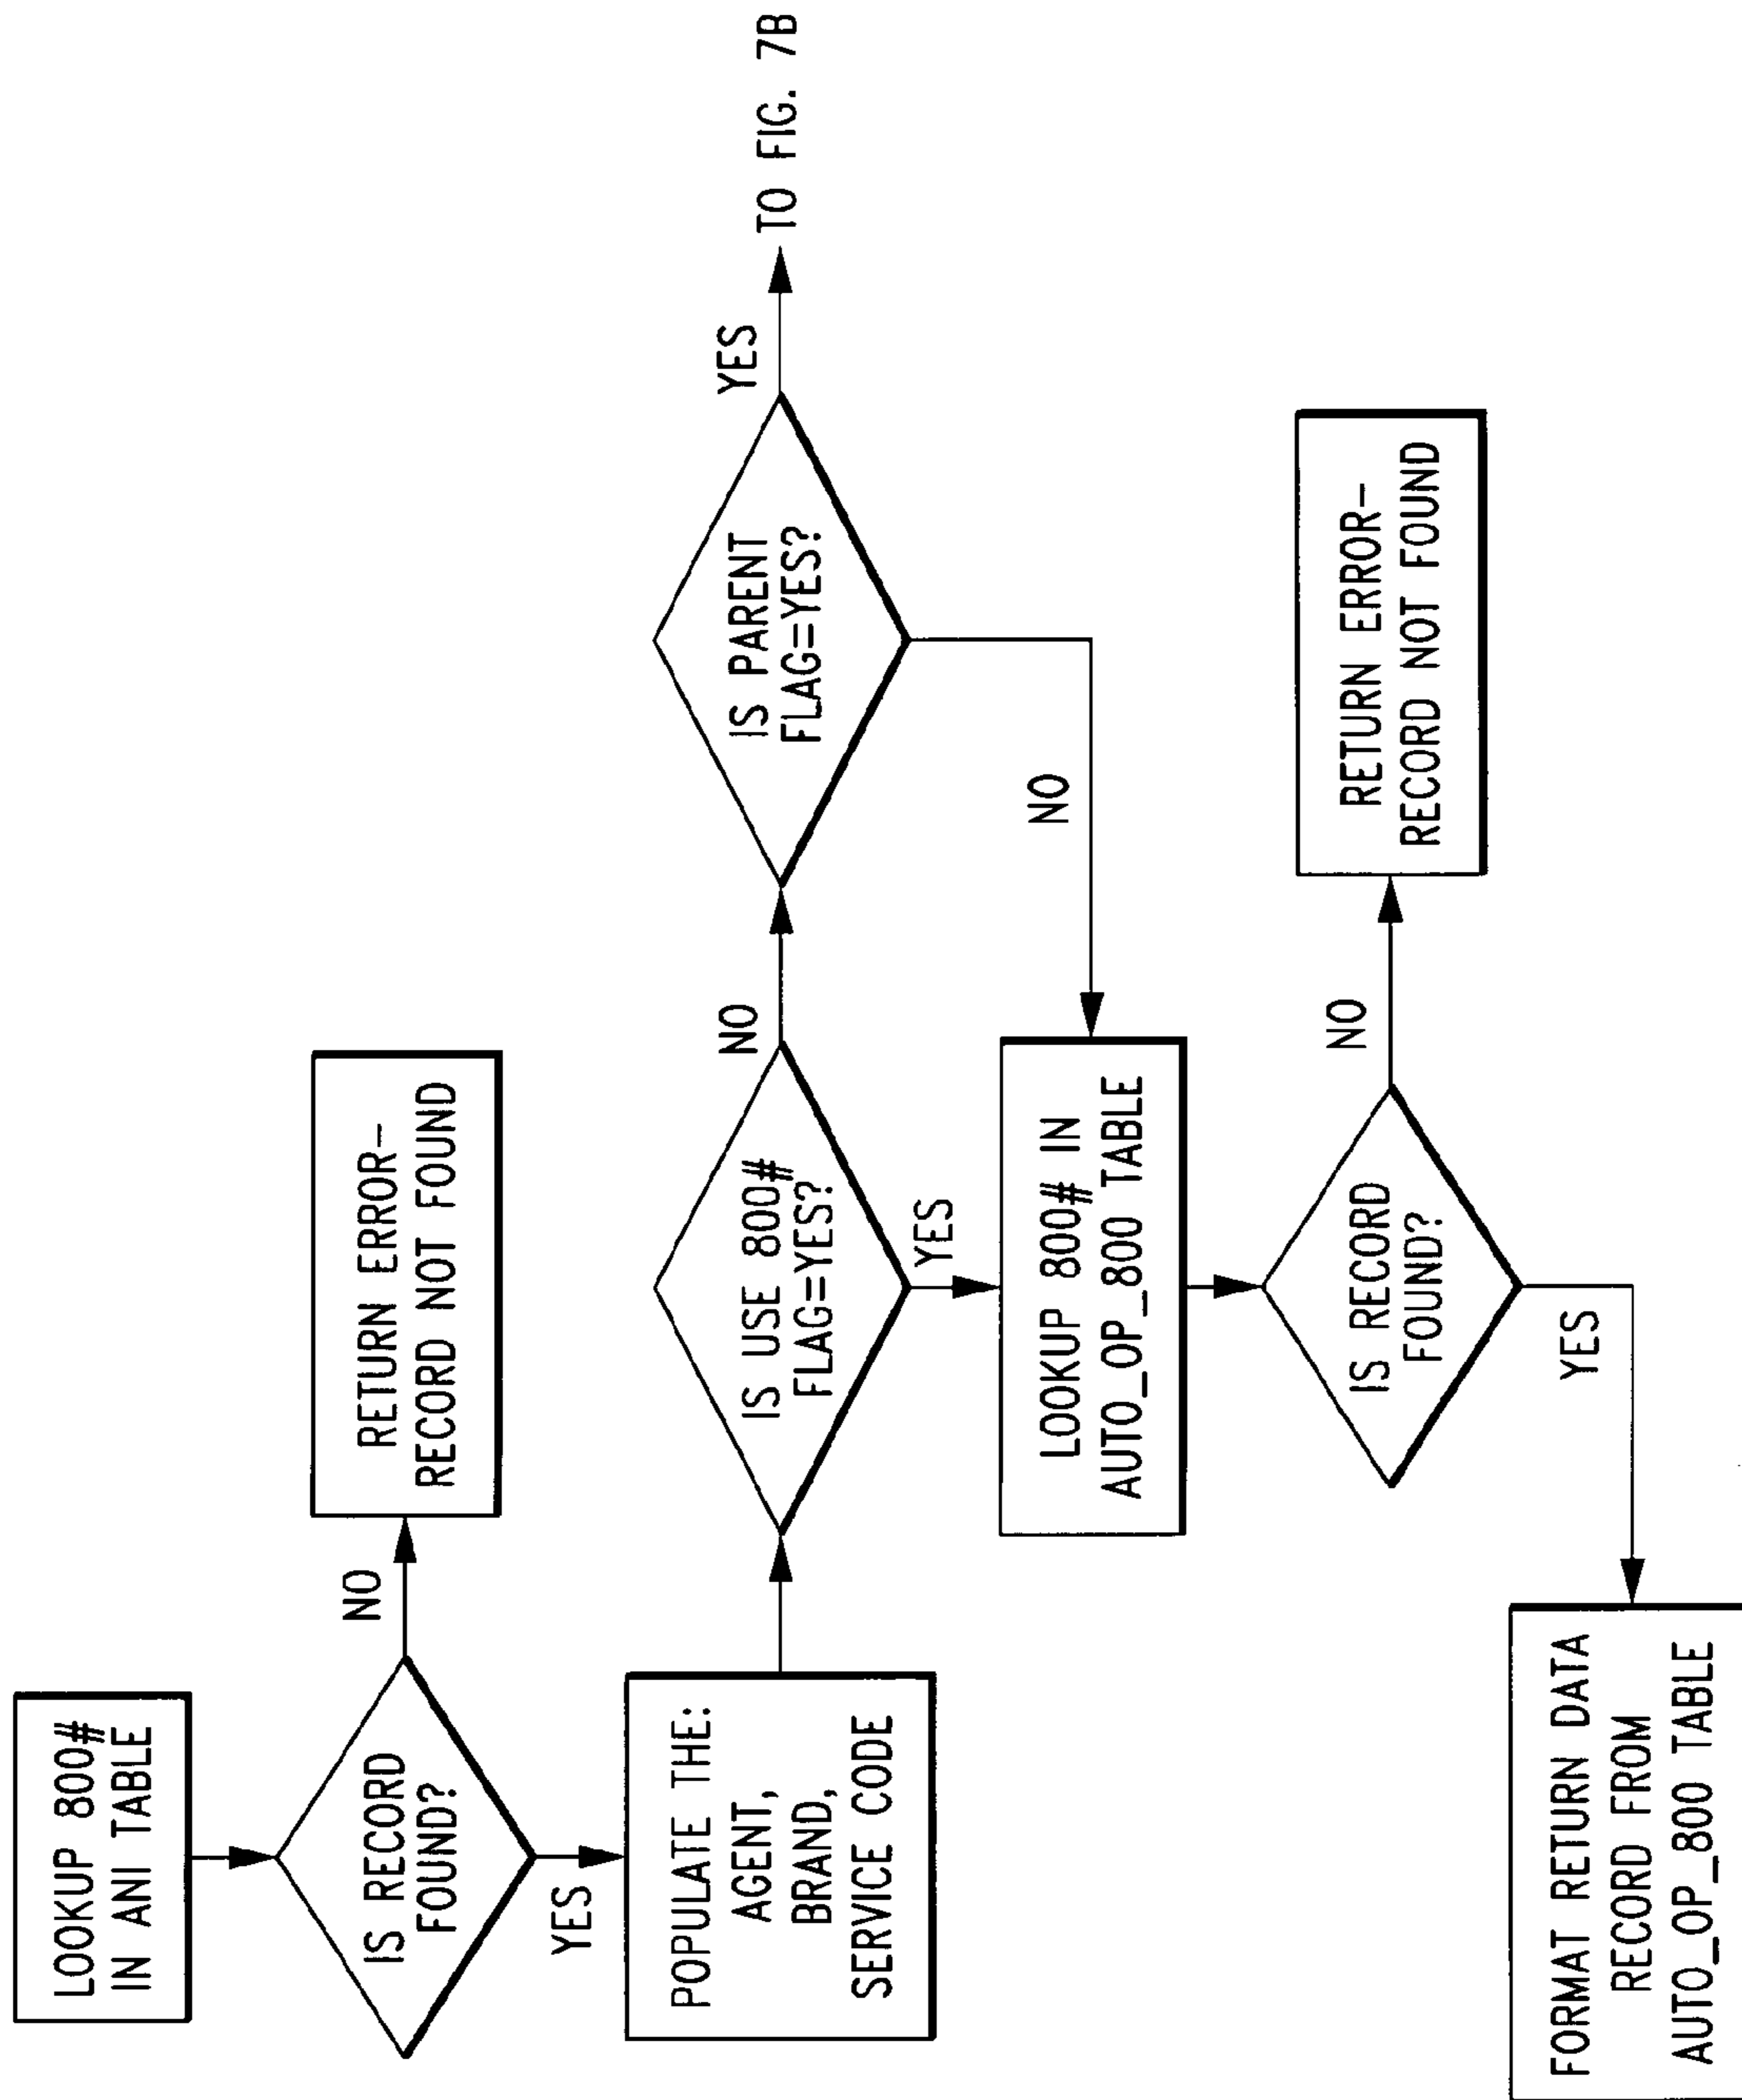 LOOKUP 800#
IN ANI TABLE
IS RECORD
FOUND?
NO
RETURN ERROR-
RECORD NOT FOUND
YES
POPULATE THE:
AGENT,
BRAND,
SERVICE CODE
IS USE 800#
FLAG=YES?
NO
IS PARENT
FLAG=YES?
YES
TO FIG. 7B
YES
NO
LOOKUP 800# IN
AUTO_OP_800 TABLE
IS RECORD
FOUND?
NO
RETURN ERROR-
RECORD NOT FOUND
YES
FORMAT RETURN DATA
RECORD FROM
AUTO_OP_800 TABLE